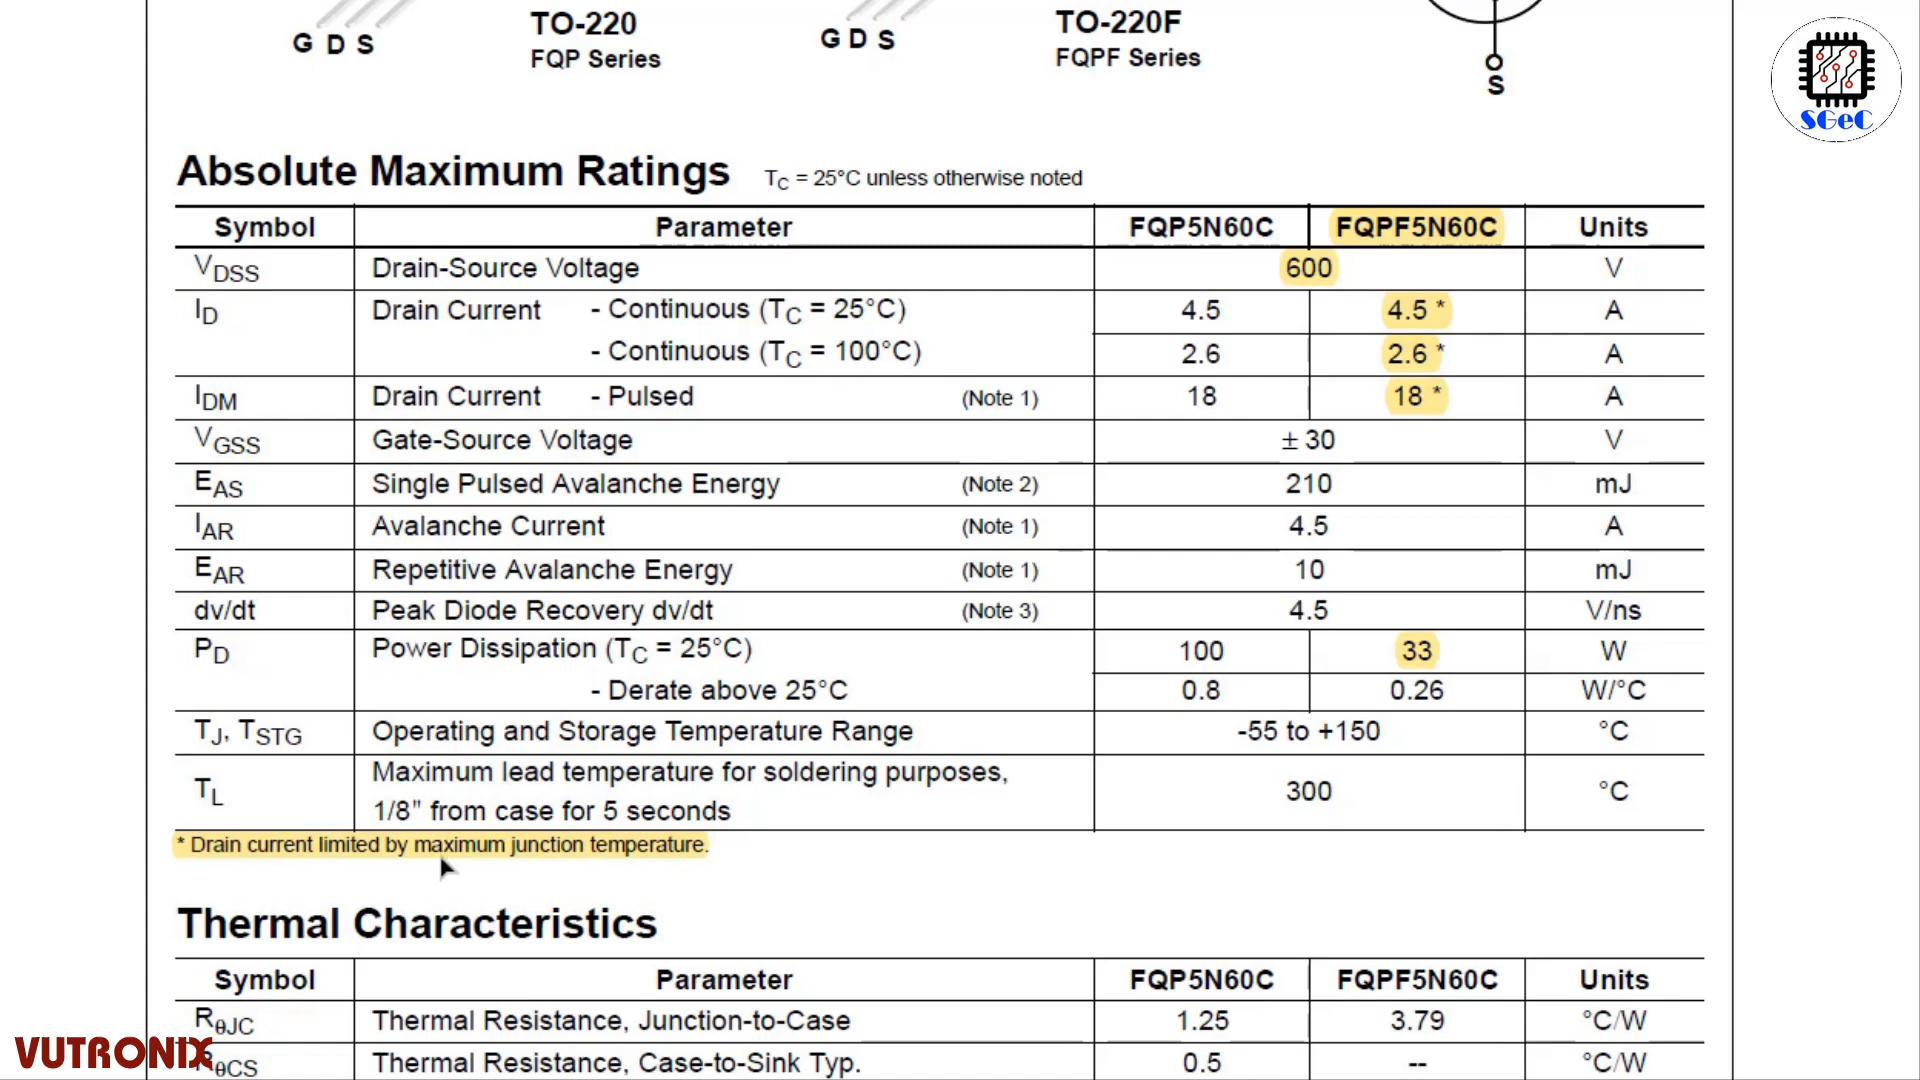 G D S
TO-220
FQP Series
G D S
TO-220F
FQPF Series
S
SGeC
Absolute Maximum Ratings TC = 25°C unless otherwise noted
Symbol Parameter FQP5N60C FQPF5N60C Units
VDSS Drain-Source Voltage 600 V
ID Drain Current - Continuous (TC = 25°C) 4.5 4.5 * A
- Continuous (TC = 100°C) 2.6 2.6 * A
IDM Drain Current - Pulsed (Note 1) 18 18 * A
VGSS Gate-Source Voltage ± 30 V
EAS Single Pulsed Avalanche Energy (Note 2) 210 mJ
IAR Avalanche Current (Note 1) 4.5 A
EAR Repetitive Avalanche Energy (Note 1) 10 mJ
dv/dt Peak Diode Recovery dv/dt (Note 3) 4.5 V/ns
PD Power Dissipation (TC = 25°C) 100 33 W
- Derate above 25°C 0.8 0.26 W/°C
TJ, TSTG Operating and Storage Temperature Range -55 to +150 °C
TL Maximum lead temperature for soldering purposes,
1/8" from case for 5 seconds 300 °C
* Drain current limited by maximum junction temperature.
Thermal Characteristics
Symbol Parameter FQP5N60C FQPF5N60C Units
RθJC Thermal Resistance, Junction-to-Case 1.25 3.79 °C/W
RθCS Thermal Resistance, Case-to-Sink Typ. 0.5 -- °C/W
VUTRONIX